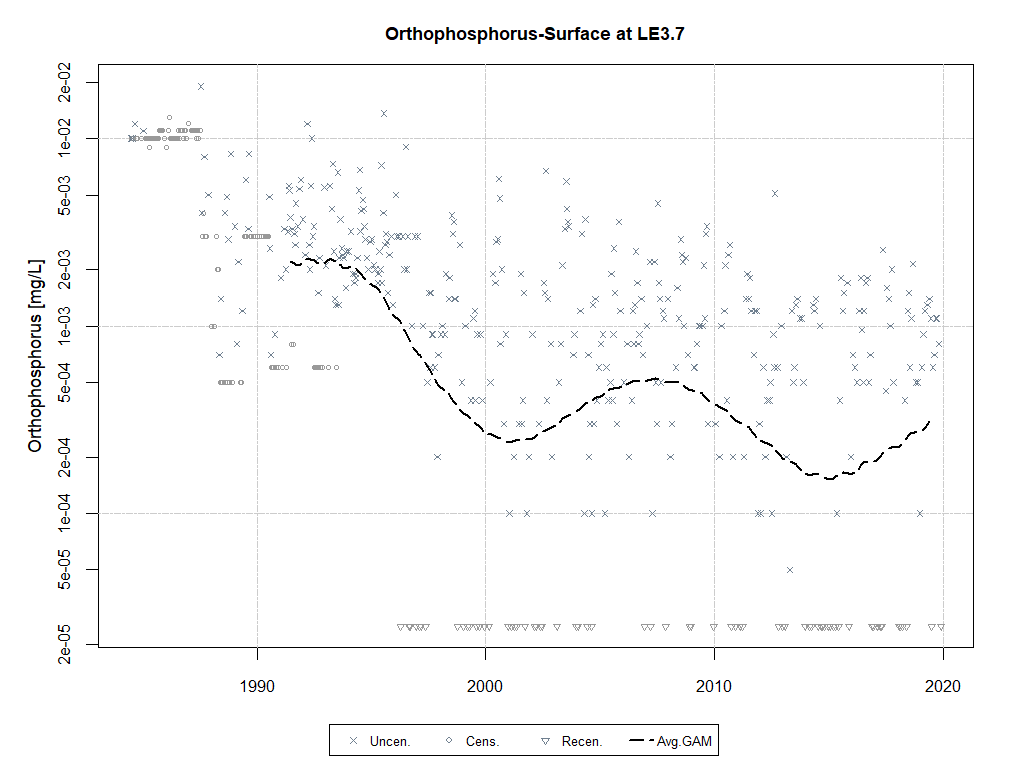 Orthophosphorus-Surface at LE3.7
Orthophosphorus [mg/L]
2e-02
1e-02
5e-03
2e-03
1e-03
5e-04
2e-04
1e-04
5e-05
2e-05
1990 2000 2010 2020
Uncen. Cens. Recen. Avg.GAM